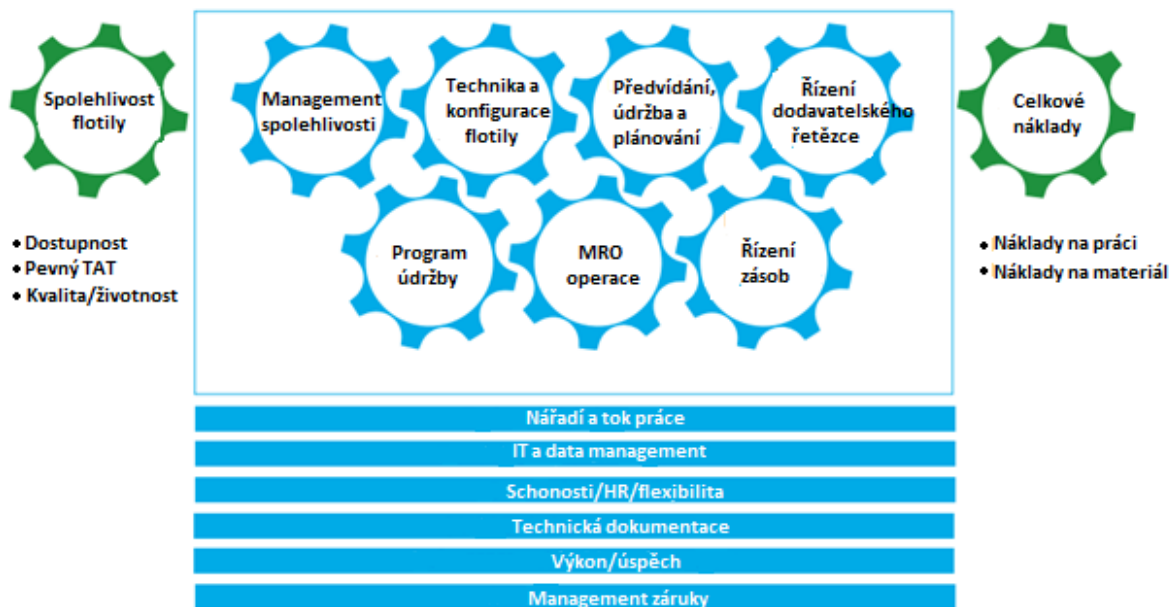 Spolehlivost
flotily
Management
spolehlivosti
Technika a
konfigurace
flotily
Předvídání,
údržba a
plánování
Řízení
dodavatelského
řetězce
Celkové
náklady
Program
údržby
MRO
operace
Řízení
zásob
• Dostupnost
• Pevný TAT
• Kvalita/životnost
• Náklady na práci
• Náklady na materiál
Nářadí a tok práce
IT a data management
Schonosti/HR/flexibilita
Technická dokumentace
Výkon/úspěch
Management záruky